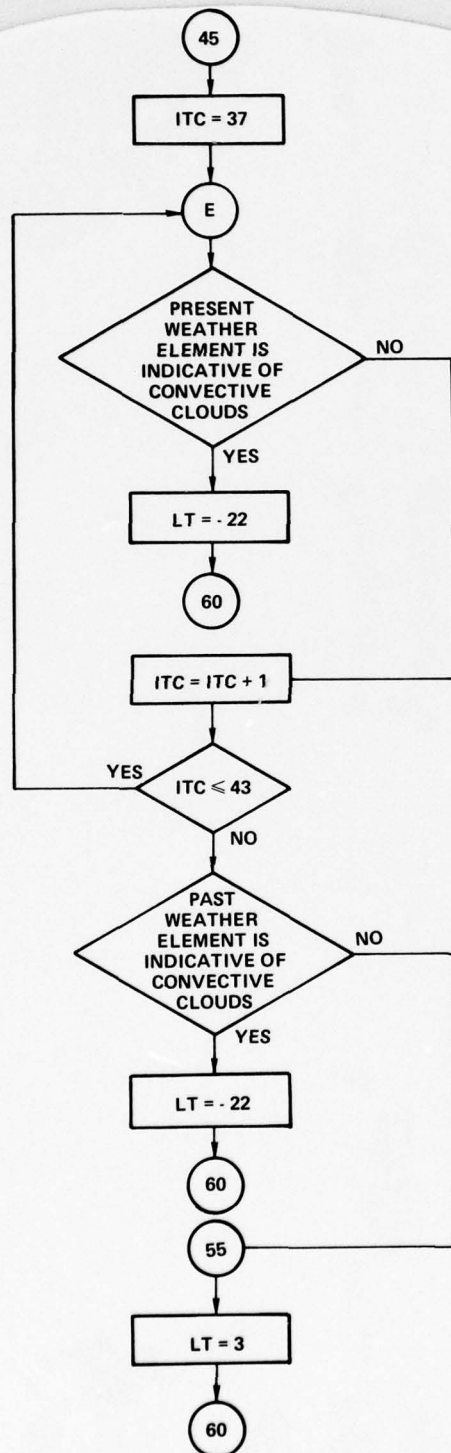 45
ITC = 37
E
PRESENT
WEATHER
ELEMENT IS
INDICATIVE OF
CONVECTIVE
CLOUDS
NO
YES
LT = - 22
60
ITC = ITC + 1
YES
ITC ⩽ 43
NO
PAST
WEATHER
ELEMENT IS
INDICATIVE OF
CONVECTIVE
CLOUDS
NO
YES
LT = - 22
60
55
LT = 3
60